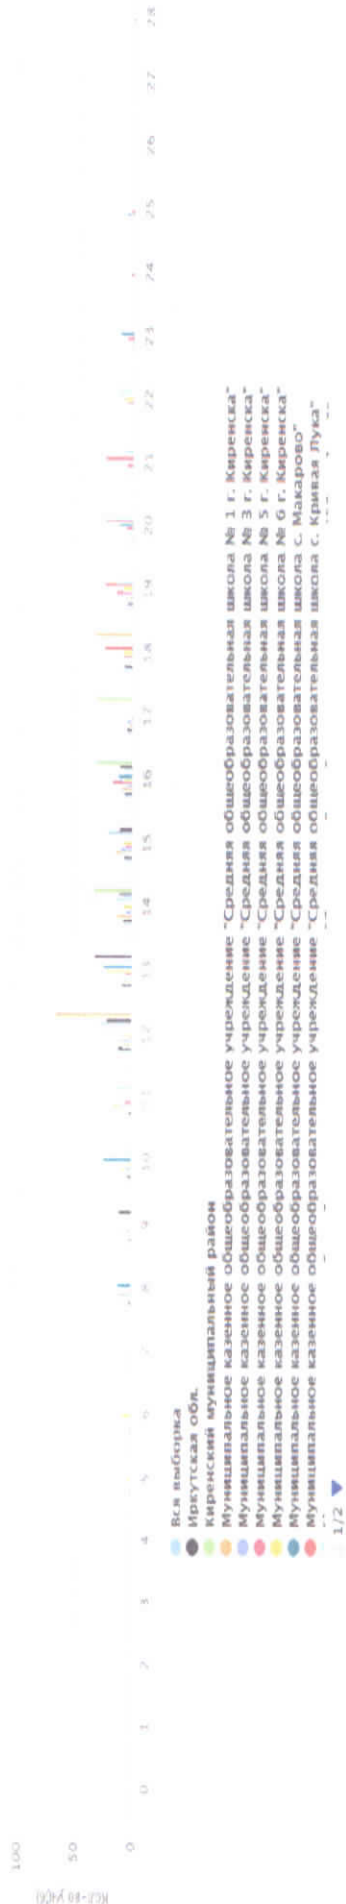 100
50
0
0 1 2 3 4 5 6 7 8 9 10 11 12 13 14 15 16 17 18 19 20 21 22 23 24 25 26 27 28
Вся выборка
Иркутская обл.
Киренский муниципальный район
Муниципальное казенное общеобразовательное учреждение "Средняя общеобразовательная школа № 1 г. Киренска"
Муниципальное казенное общеобразовательное учреждение "Средняя общеобразовательная школа № 3 г. Киренска"
Муниципальное казенное общеобразовательное учреждение "Средняя общеобразовательная школа № 5 г. Киренска"
Муниципальное казенное общеобразовательное учреждение "Средняя общеобразовательная школа № 6 г. Киренска"
Муниципальное казенное общеобразовательное учреждение "Средняя общеобразовательная школа с. Макарово"
Муниципальное казенное общеобразовательное учреждение "Средняя общеобразовательная школа с. Кривая Лука"
1/2